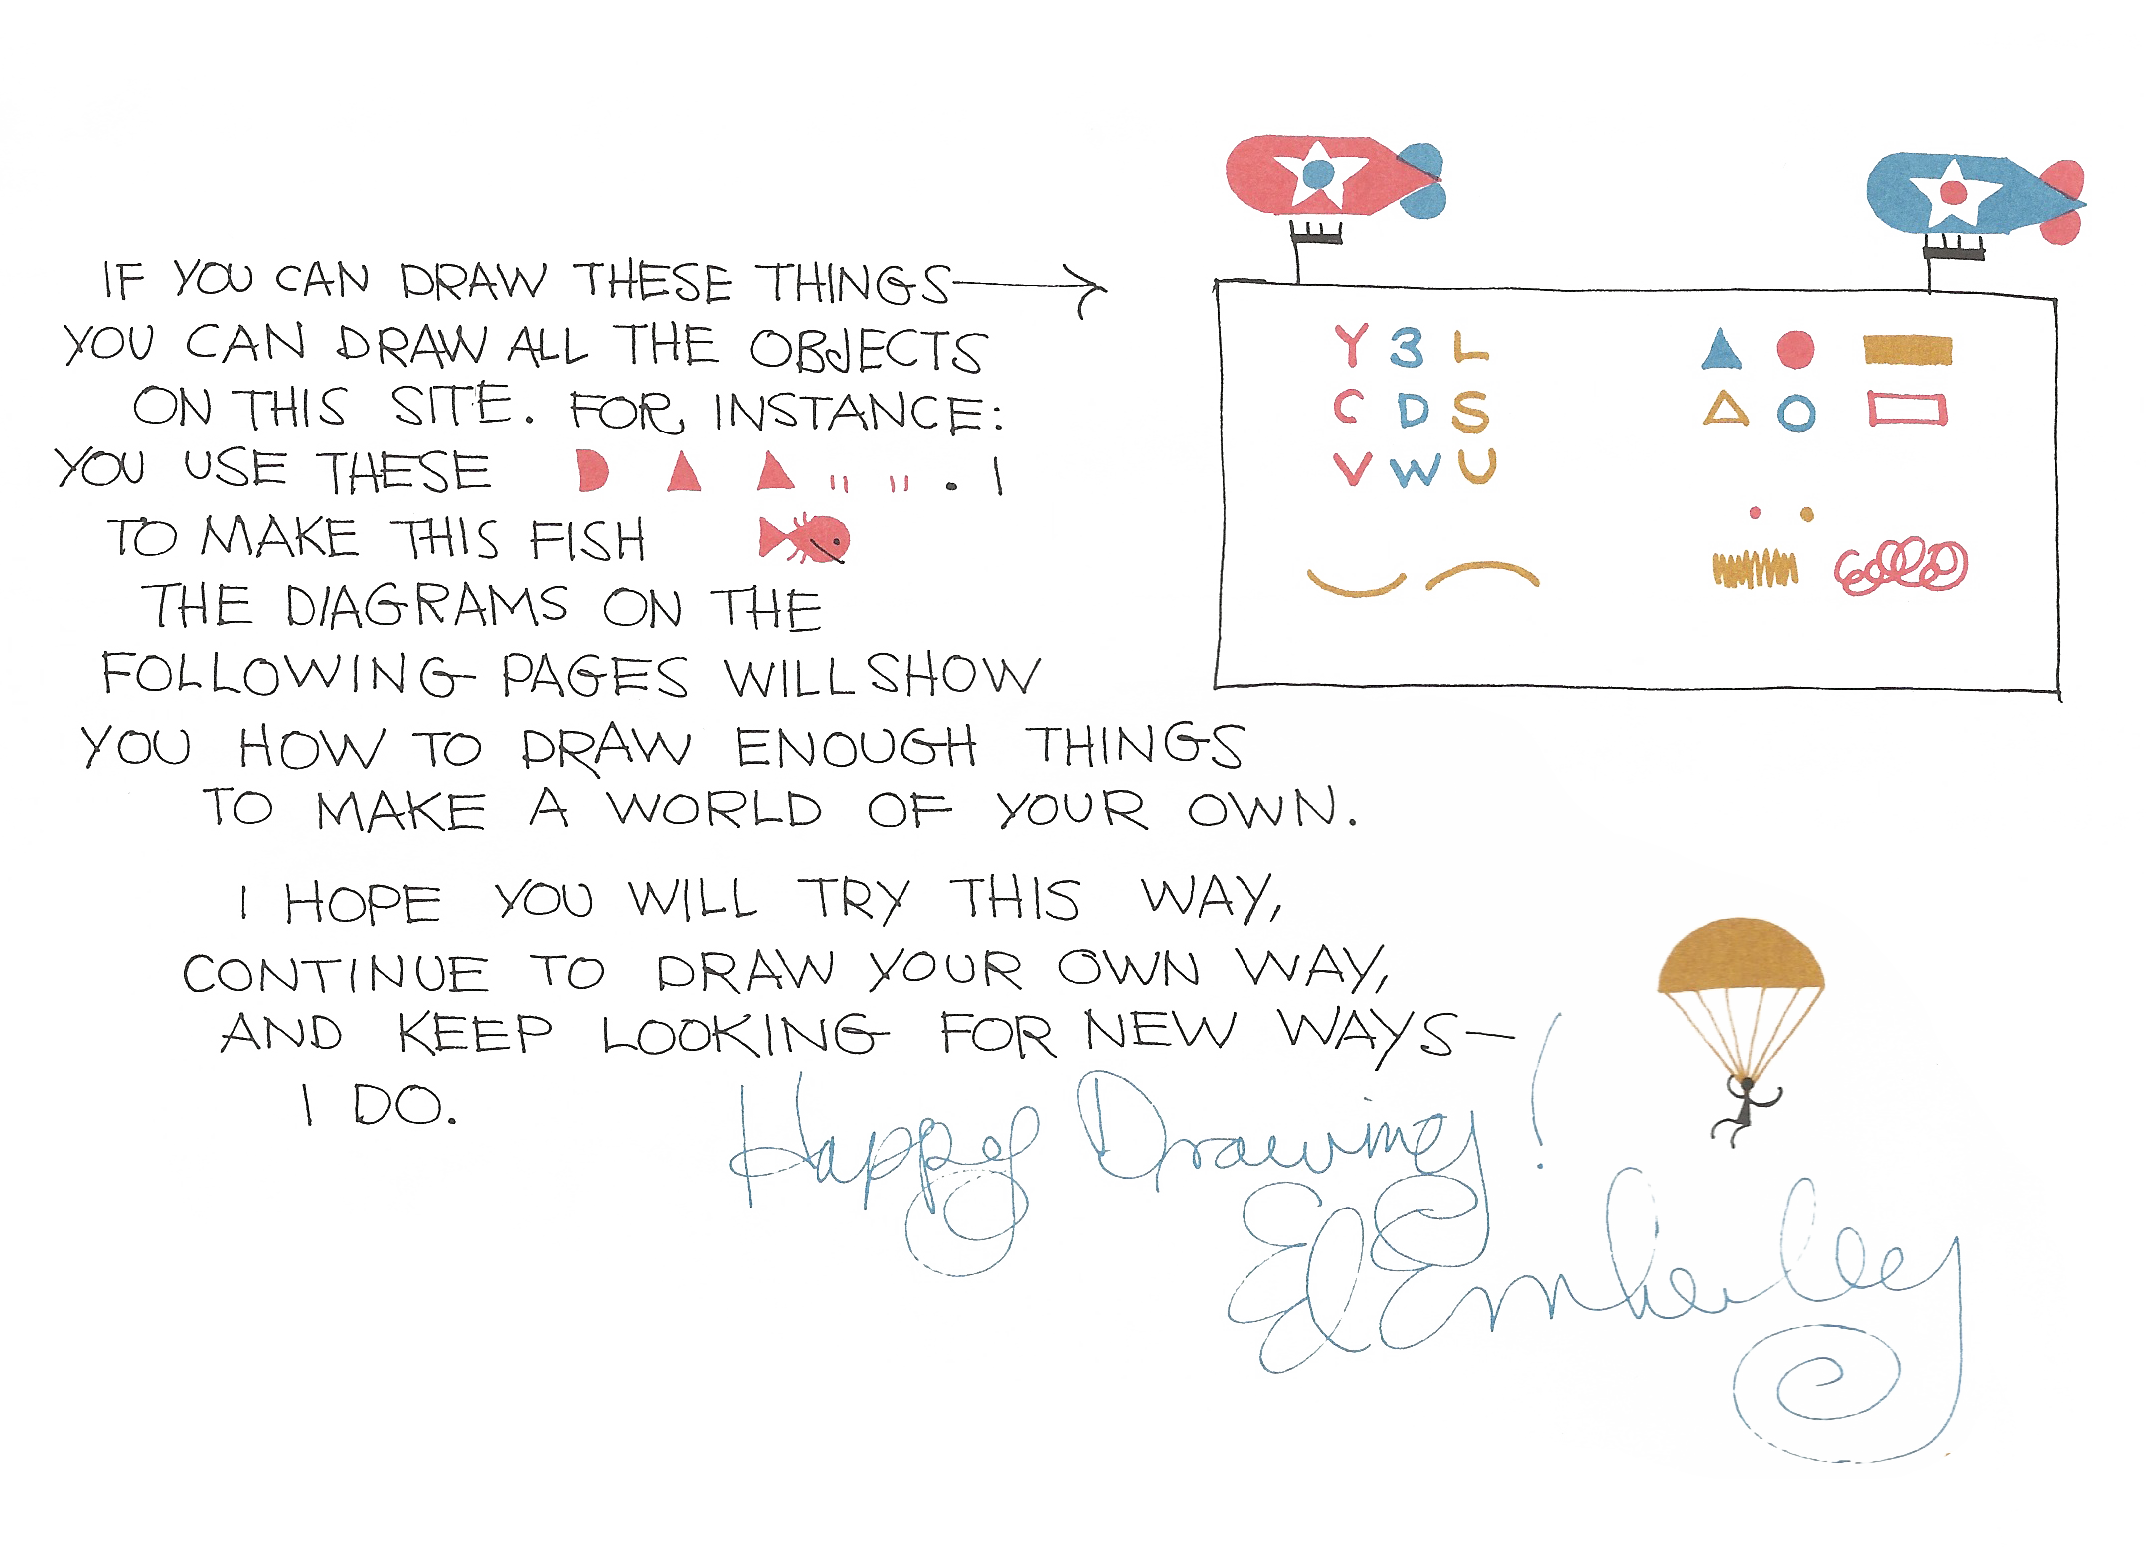 IF YOU CAN DRAW THESE THINGS
YOU CAN DRAW ALL THE OBJECTS
ON THIS SITE. FOR INSTANCE:
YOU USE THESE
TO MAKE THIS FISH
THE DIAGRAMS ON THE
FOLLOWING PAGES WILL SHOW
YOU HOW TO DRAW ENOUGH THINGS
TO MAKE A WORLD OF YOUR OWN.
I HOPE YOU WILL TRY THIS WAY,
CONTINUE TO DRAW YOUR OWN WAY,
AND KEEP LOOKING FOR NEW WAYS—
I DO.
Happy Drawing!
Ed Emberley
Y 3 L
C D S
V W U